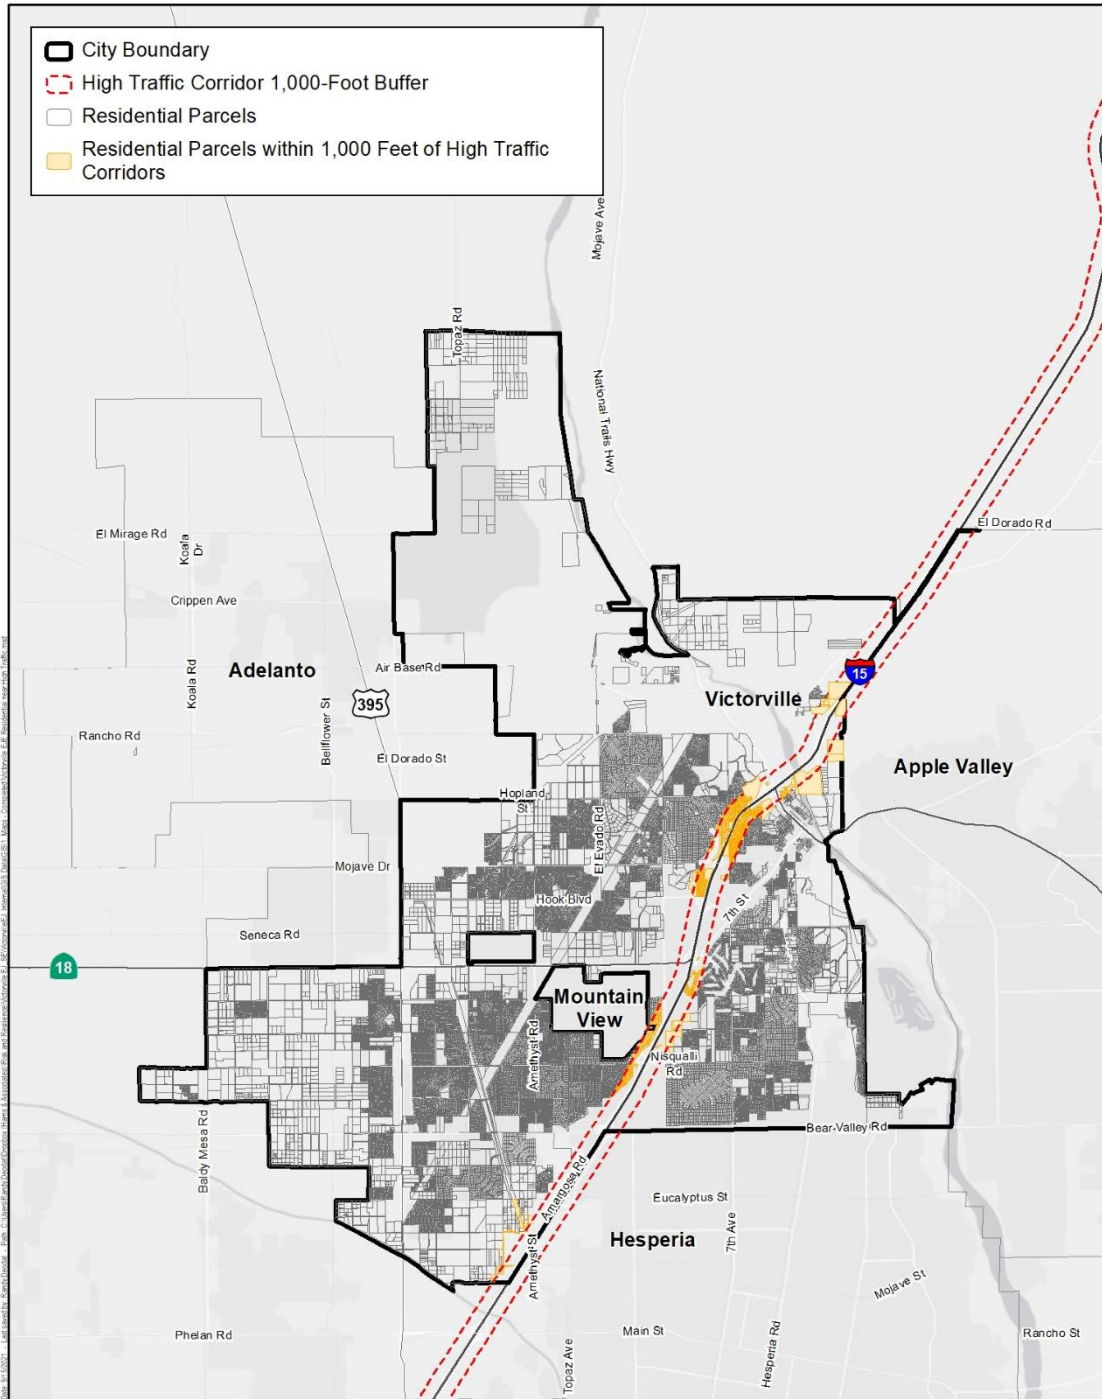 City Boundary
High Traffic Corridor 1,000-Foot Buffer
Residential Parcels
Residential Parcels within 1,000 Feet of High Traffic
Corridors
Mojave Ave
Topaz Rd
National Trails Hwy
El Mirage Rd
Koala
Dr
El Dorado Rd
Crippen Ave
Adelanto
Koala Rd
Air Base Rd
15
395
Victorville
Bellflower St
Rancho Rd
El Dorado St
Apple Valley
Hopland
St
El Evado Rd
Mojave Dr
Hook Blvd
7th St
Seneca Rd
18
Mountain
View
Amethyst Rd
Nisqualli
Rd
Baldy Mesa Rd
Bear Valley Rd
Amargosa Rd
Eucalyptus St
7th Ave
Hesperia
Amethyst St
Mojave St
Phelan Rd
Main St
Rancho St
Topaz Ave
Hesperia Rd